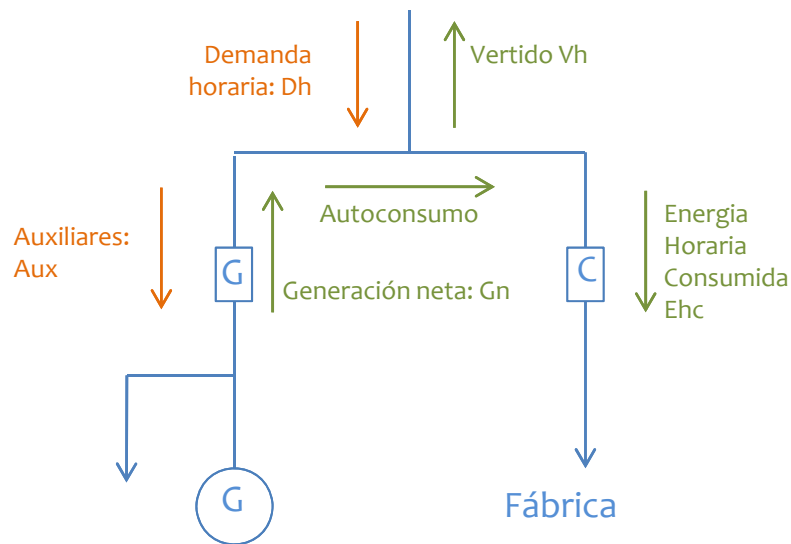 Demanda
horaria: Dh
Vertido Vh
Auxiliares:
Aux
Autoconsumo
G
Generación neta: Gn
C
Energia
Horaria
Consumida
Ehc
G
Fábrica